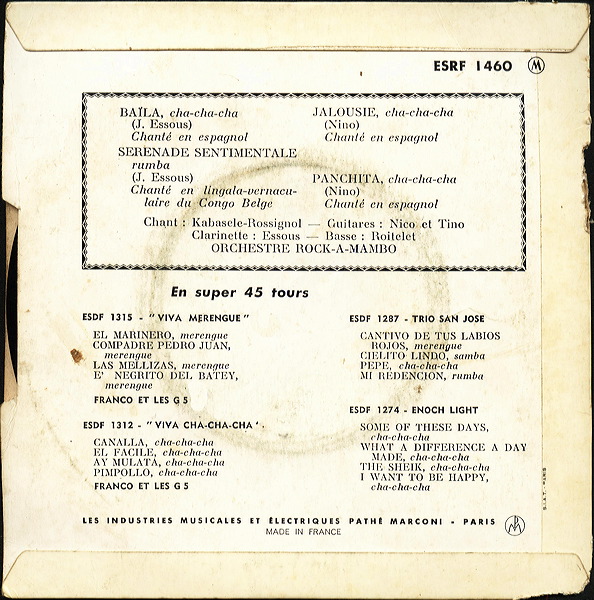 ESRF 1460 M
BAÏLA, cha-cha-cha
(J. Essous)
Chanté en espagnol
SERENADE SENTIMENTALE
rumba
(J. Essous)
Chanté en lingala-vernacu-
laire du Congo Belge
JALOUSIE, cha-cha-cha
(Nino)
Chanté en espagnol
PANCHITA, cha-cha-cha
(Nino)
Chanté en espagnol
Chant : Kabasele-Rossignol — Guitares : Nico et Tino
Clarinette : Essous — Basse : Roitelet
ORCHESTRE ROCK-A-MAMBO
En super 45 tours
ESDF 1315 - "VIVA MERENGUE"
EL MARINERO, merengue
COMPADRE PEDRO JUAN,
merengue
LAS MELLIZAS, merengue
E' NEGRITO DEL BATEY,
merengue
FRANCO ET LES G 5
ESDF 1312 - "VIVA CHA-CHA-CHA'
CANALLA, cha-cha-cha
EL FACILE, cha-cha-cha
AY MULATA, cha-cha-cha
PIMPOLLO, cha-cha-cha
FRANCO ET LES G 5
ESDF 1287 - TRIO SAN JOSE
CANTIVO DE TUS LABIOS
ROJOS, merengue
CIELITO LINDO, samba
PEPE, cha-cha-cha
MI REDENCION, rumba
ESDF 1274 - ENOCH LIGHT
SOME OF THESE DAYS,
cha-cha-cha
WHAT A DIFFERENCE A DAY
MADE, cha-cha-cha
THE SHEIK, cha-cha-cha
I WANT TO BE HAPPY,
cha-cha-cha
S.I.A.T. - PARIS
LES INDUSTRIES MUSICALES ET ÉLECTRIQUES PATHÉ MARCONI - PARIS
MADE IN FRANCE